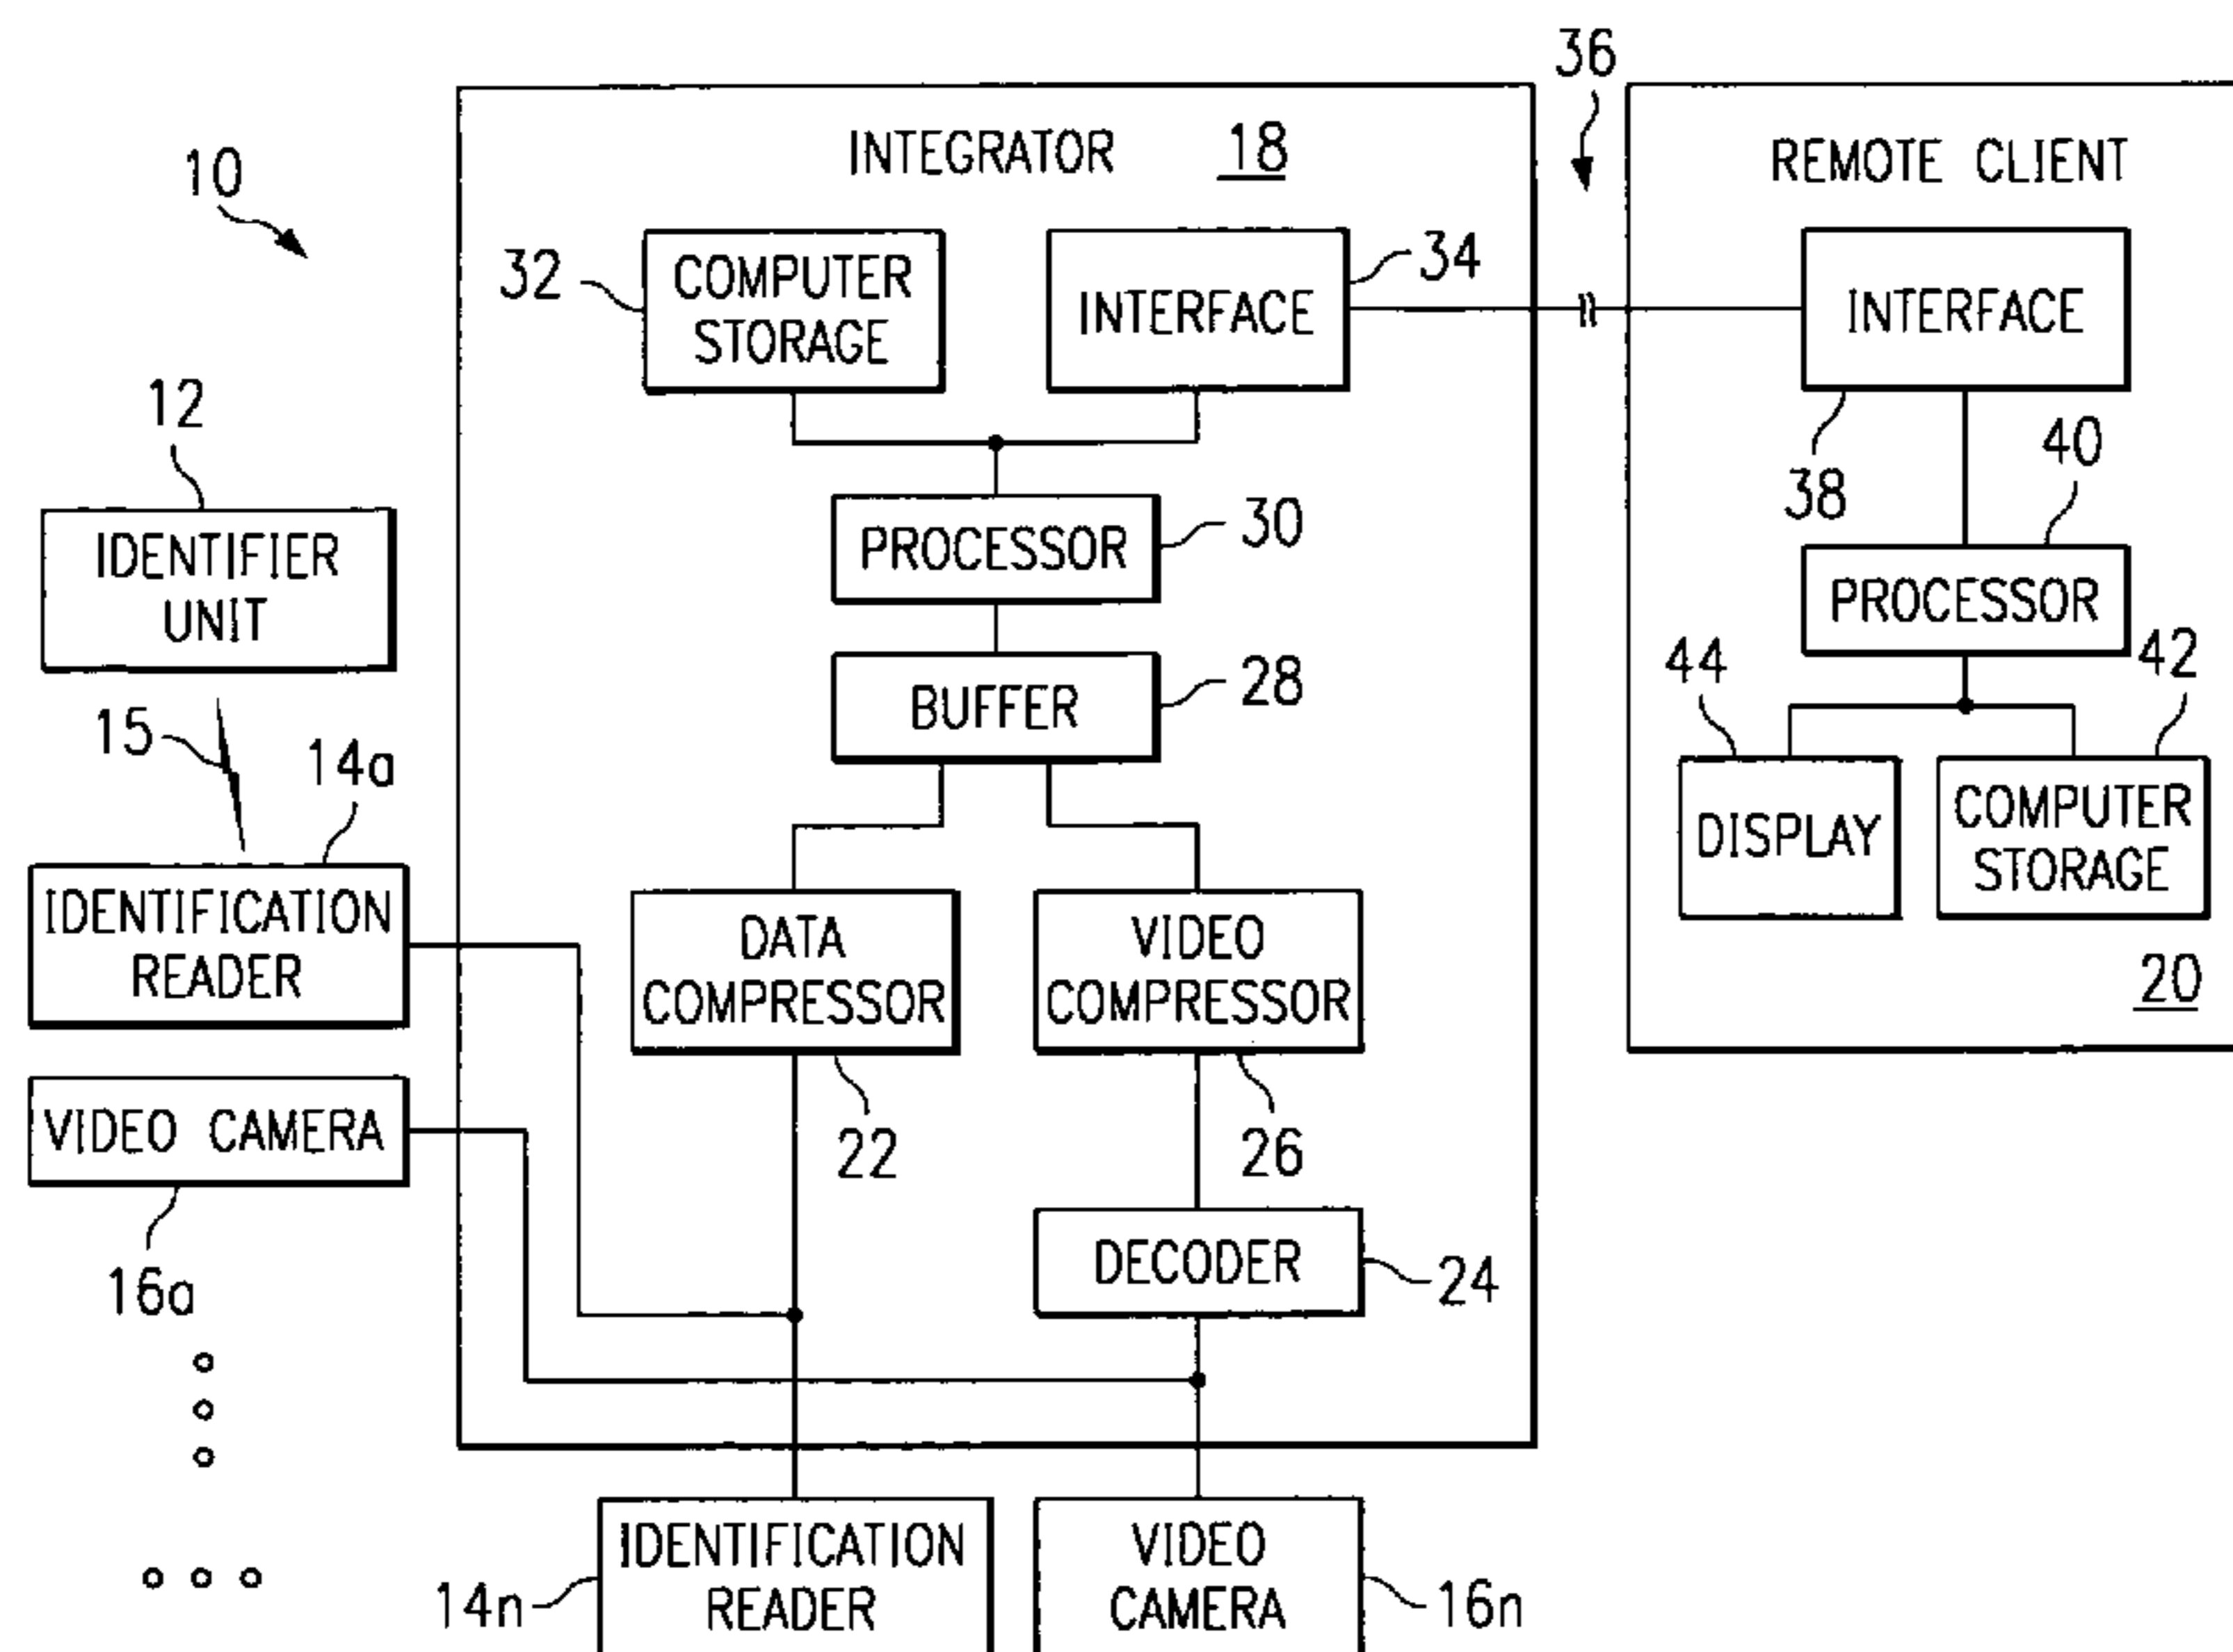 36
INTEGRATOR 18
REMOTE CLIENT
10
32
COMPUTER
STORAGE
INTERFACE
34
INTERFACE
38
12
IDENTIFIER
UNIT
PROCESSOR
30
40
PROCESSOR
15
14a
BUFFER
28
44
42
DISPLAY
COMPUTER
STORAGE
20
IDENTIFICATION
READER
DATA
COMPRESSOR
22
VIDEO
COMPRESSOR
26
VIDEO CAMERA
16a
DECODER
24
14n
IDENTIFICATION
READER
VIDEO
CAMERA
16n